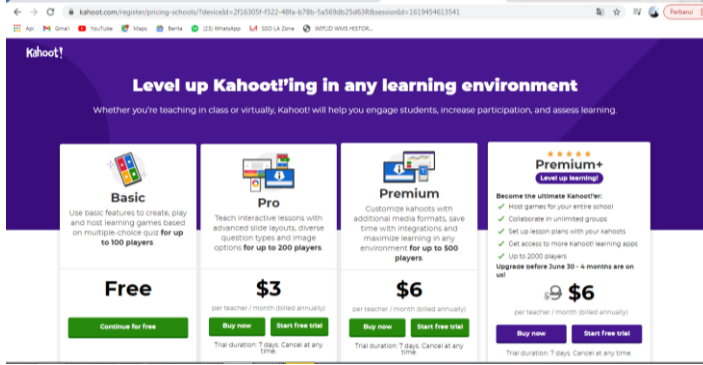 kahoot.com/register/pricing-schools/?deviceId=2f16305f-f322-48fa-b78b-5a569db25d63R&sessionId=1619454613541
Perbarui
Api
Gmail
YouTube
Maps
Berita
(23) WhatsApp
SSO LA Zone
WIFI.ID WMS HISTOR...
Kahoot!
Level up Kahoot!'ing in any learning environment
Whether you're teaching in class or virtually, Kahoot! will help you engage students, increase participation, and assess learning.
Basic
Use basic features to create, play
and host learning games based
on multiple-choice quiz for up
to 100 players.
Free
Continue for free
Pro
Teach interactive lessons with
advanced slide layouts, diverse
question types and image
options for up to 200 players.
$3
per teacher / month (billed annually)
Buy now
Start free trial
Trial duration: 7 days. Cancel at any
time.
Premium
Customize kahoots with
additional media formats, save
time with integrations and
maximize learning in any
environment for up to 500
players.
$6
per teacher / month (billed annually)
Buy now
Start free trial
Trial duration: 7 days. Cancel at any
time.
Premium+
Level up learning!
Become the ultimate Kahoot!'er:
Host games for your entire school
Collaborate in unlimited groups
Set up lesson plans with your kahoots
Get access to more Kahoot! learning apps
Up to 2000 players
Upgrade before June 30 - 4 months are on
us!
$9 $6
per teacher / month (billed annually)
Buy now
Start free trial
Trial duration: 7 days. Cancel at any time.